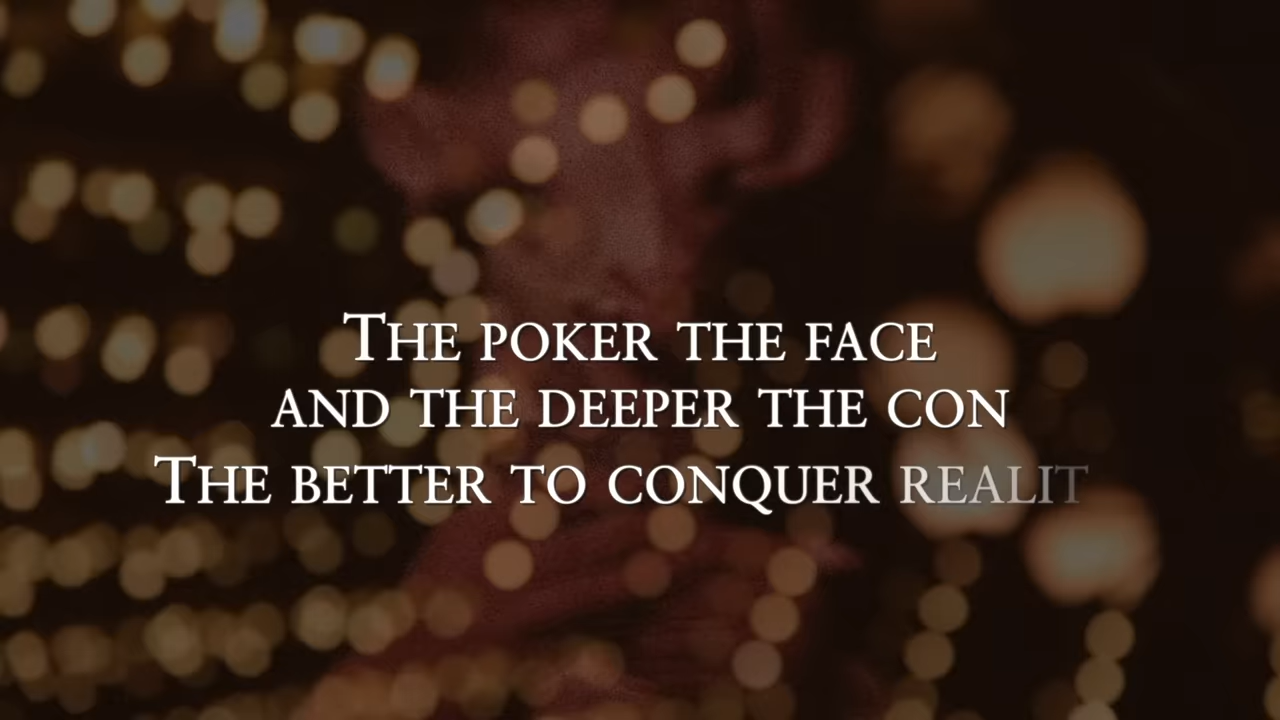 The poker the face
and the deeper the con
The better to conquer realit